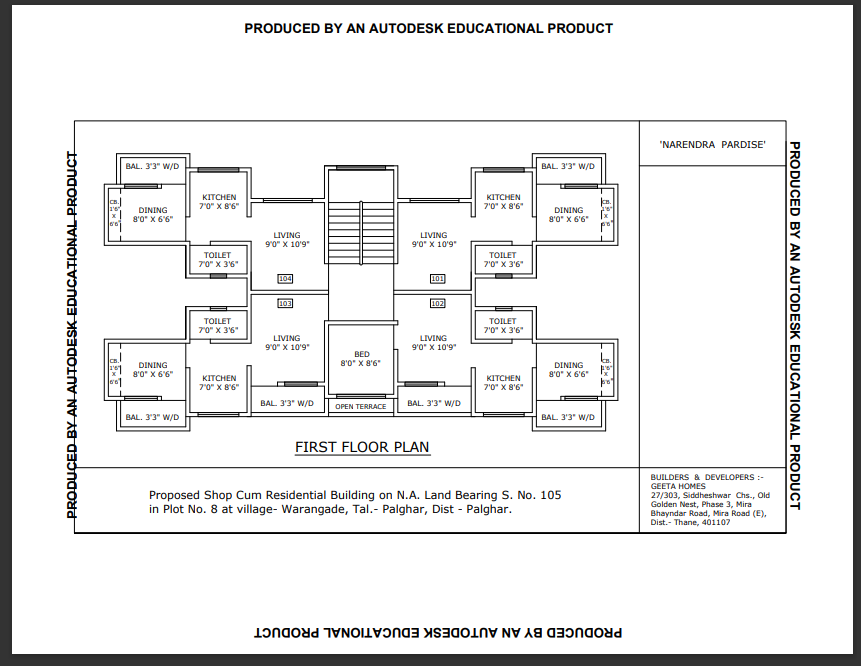 PRODUCED BY AN AUTODESK EDUCATIONAL PRODUCT
'NARENDRA PARDISE'
BAL. 3'3" W/D
BAL. 3'3" W/D
KITCHEN
7'0" X 8'6"
KITCHEN
7'0" X 8'6"
CB.
1'6"
X
6'6"
DINING
8'0" X 6'6"
DINING
8'0" X 6'6"
CB.
1'6"
X
6'6"
LIVING
9'0" X 10'9"
LIVING
9'0" X 10'9"
TOILET
7'0" X 3'6"
TOILET
7'0" X 3'6"
104
101
103
102
TOILET
7'0" X 3'6"
TOILET
7'0" X 3'6"
LIVING
9'0" X 10'9"
LIVING
9'0" X 10'9"
BED
8'0" X 8'6"
CB.
1'6"
X
6'6"
DINING
8'0" X 6'6"
DINING
8'0" X 6'6"
CB.
1'6"
X
6'6"
KITCHEN
7'0" X 8'6"
KITCHEN
7'0" X 8'6"
BAL. 3'3" W/D
BAL. 3'3" W/D
OPEN TERRACE
BAL. 3'3" W/D
BAL. 3'3" W/D
FIRST FLOOR PLAN
Proposed Shop Cum Residential Building on N.A. Land Bearing S. No. 105
in Plot No. 8 at village- Warangade, Tal.- Palghar, Dist - Palghar.
BUILDERS & DEVELOPERS :-
GEETA HOMES
27/303, Siddheshwar Chs., Old
Golden Nest, Phase 3, Mira
Bhayndar Road, Mira Road (E),
Dist.- Thane, 401107
PRODUCED BY AN AUTODESK EDUCATIONAL PRODUCT
PRODUCED BY AN AUTODESK EDUCATIONAL PRODUCT
PRODUCED BY AN AUTODESK EDUCATIONAL PRODUCT